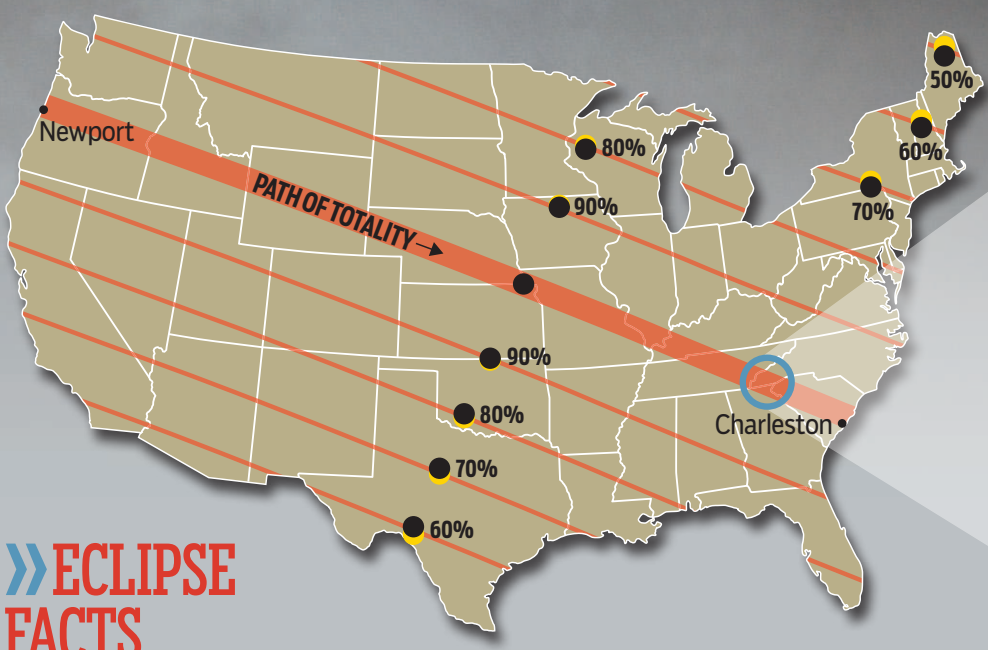 50%
Newport
80%
60%
90%
70%
PATH OF TOTALITY
90%
80%
Charleston
70%
60%
ECLIPSE
FACTS